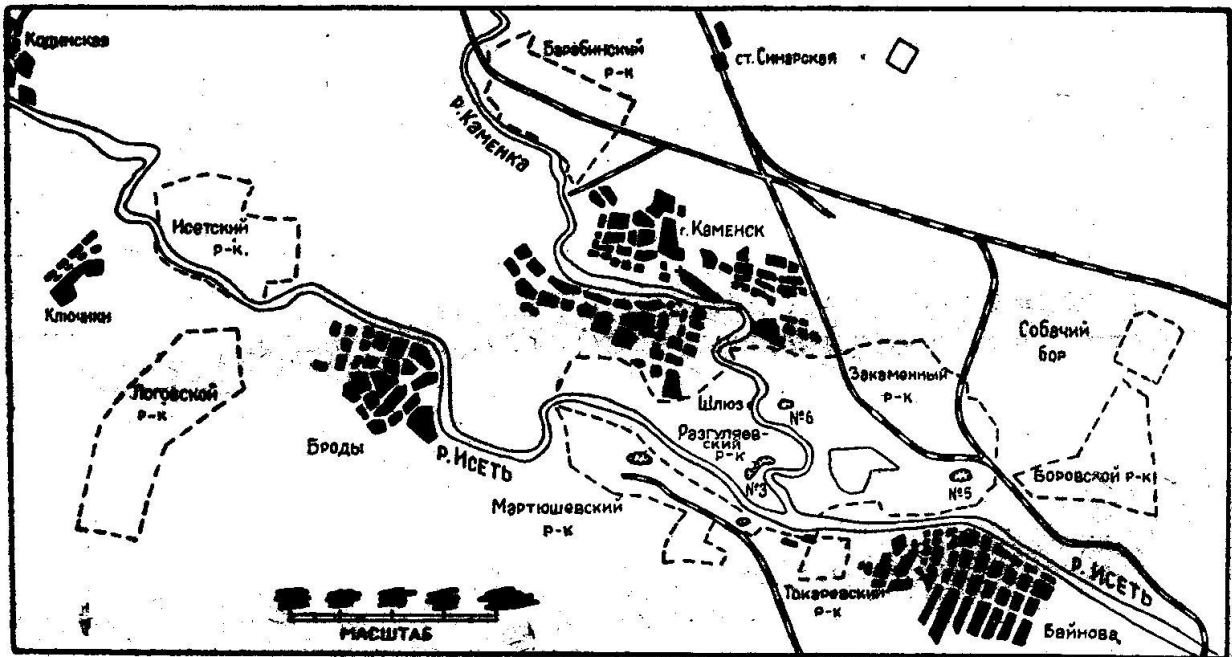 Кодинская
Барабинский
р-к
ст. Синарская
р. Каменка
Исетский
р-к.
г. Каменск
Ключики
Собачий
бор
Закаменный
р-к
Логовской
р-к
Шлюз
№6
Разгуляев-
ский
р-к
Броды
р. Исеть
№3
№5
Боровской р-к
Мартюшевский
р-к
р. Исеть
Токаревский
р-к
Байнова
МАСШТАБ